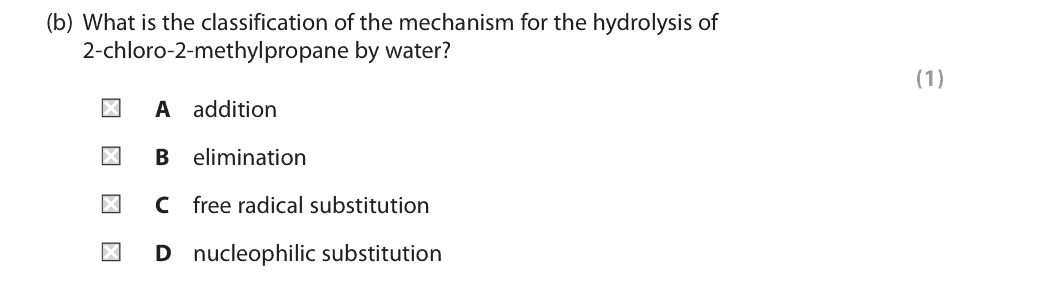 (b) What is the classification of the mechanism for the hydrolysis of
2-chloro-2-methylpropane by water?
(1)
A addition
B elimination
C free radical substitution
D nucleophilic substitution